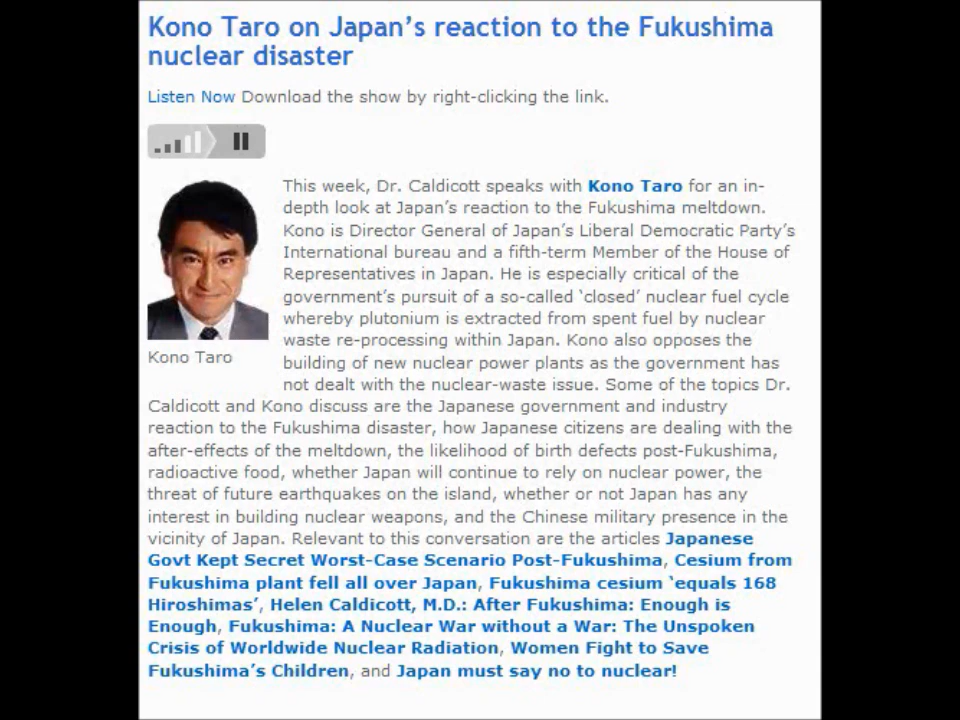 Kono Taro on Japan’s reaction to the Fukushima
nuclear disaster
Listen Now Download the show by right-clicking the link.
This week, Dr. Caldicott speaks with Kono Taro for an in-
depth look at Japan’s reaction to the Fukushima meltdown.
Kono is Director General of Japan’s Liberal Democratic Party’s
International bureau and a fifth-term Member of the House of
Representatives in Japan. He is especially critical of the
government’s pursuit of a so-called ‘closed’ nuclear fuel cycle
whereby plutonium is extracted from spent fuel by nuclear
waste re-processing within Japan. Kono also opposes the
building of new nuclear power plants as the government has
not dealt with the nuclear-waste issue. Some of the topics Dr.
Kono Taro
Caldicott and Kono discuss are the Japanese government and industry
reaction to the Fukushima disaster, how Japanese citizens are dealing with the
after-effects of the meltdown, the likelihood of birth defects post-Fukushima,
radioactive food, whether Japan will continue to rely on nuclear power, the
threat of future earthquakes on the island, whether or not Japan has any
interest in building nuclear weapons, and the Chinese military presence in the
vicinity of Japan. Relevant to this conversation are the articles Japanese
Govt Kept Secret Worst-Case Scenario Post-Fukushima, Cesium from
Fukushima plant fell all over Japan, Fukushima cesium ‘equals 168
Hiroshimas’, Helen Caldicott, M.D.: After Fukushima: Enough is
Enough, Fukushima: A Nuclear War without a War: The Unspoken
Crisis of Worldwide Nuclear Radiation, Women Fight to Save
Fukushima’s Children, and Japan must say no to nuclear!